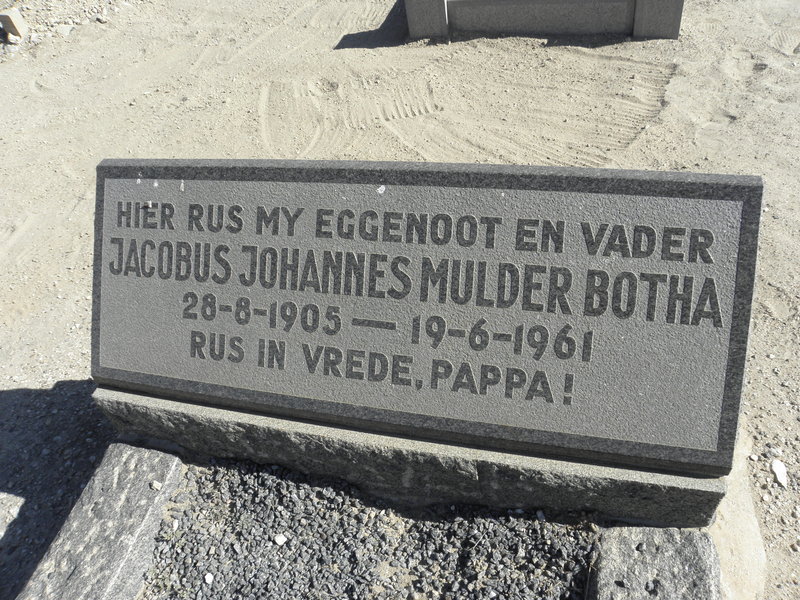 HIER RUS MY EGGENOOT EN VADER
JACOBUS JOHANNES MULDER BOTHA
28-8-1905 — 19-6-1961
RUS IN VREDE, PAPPA!